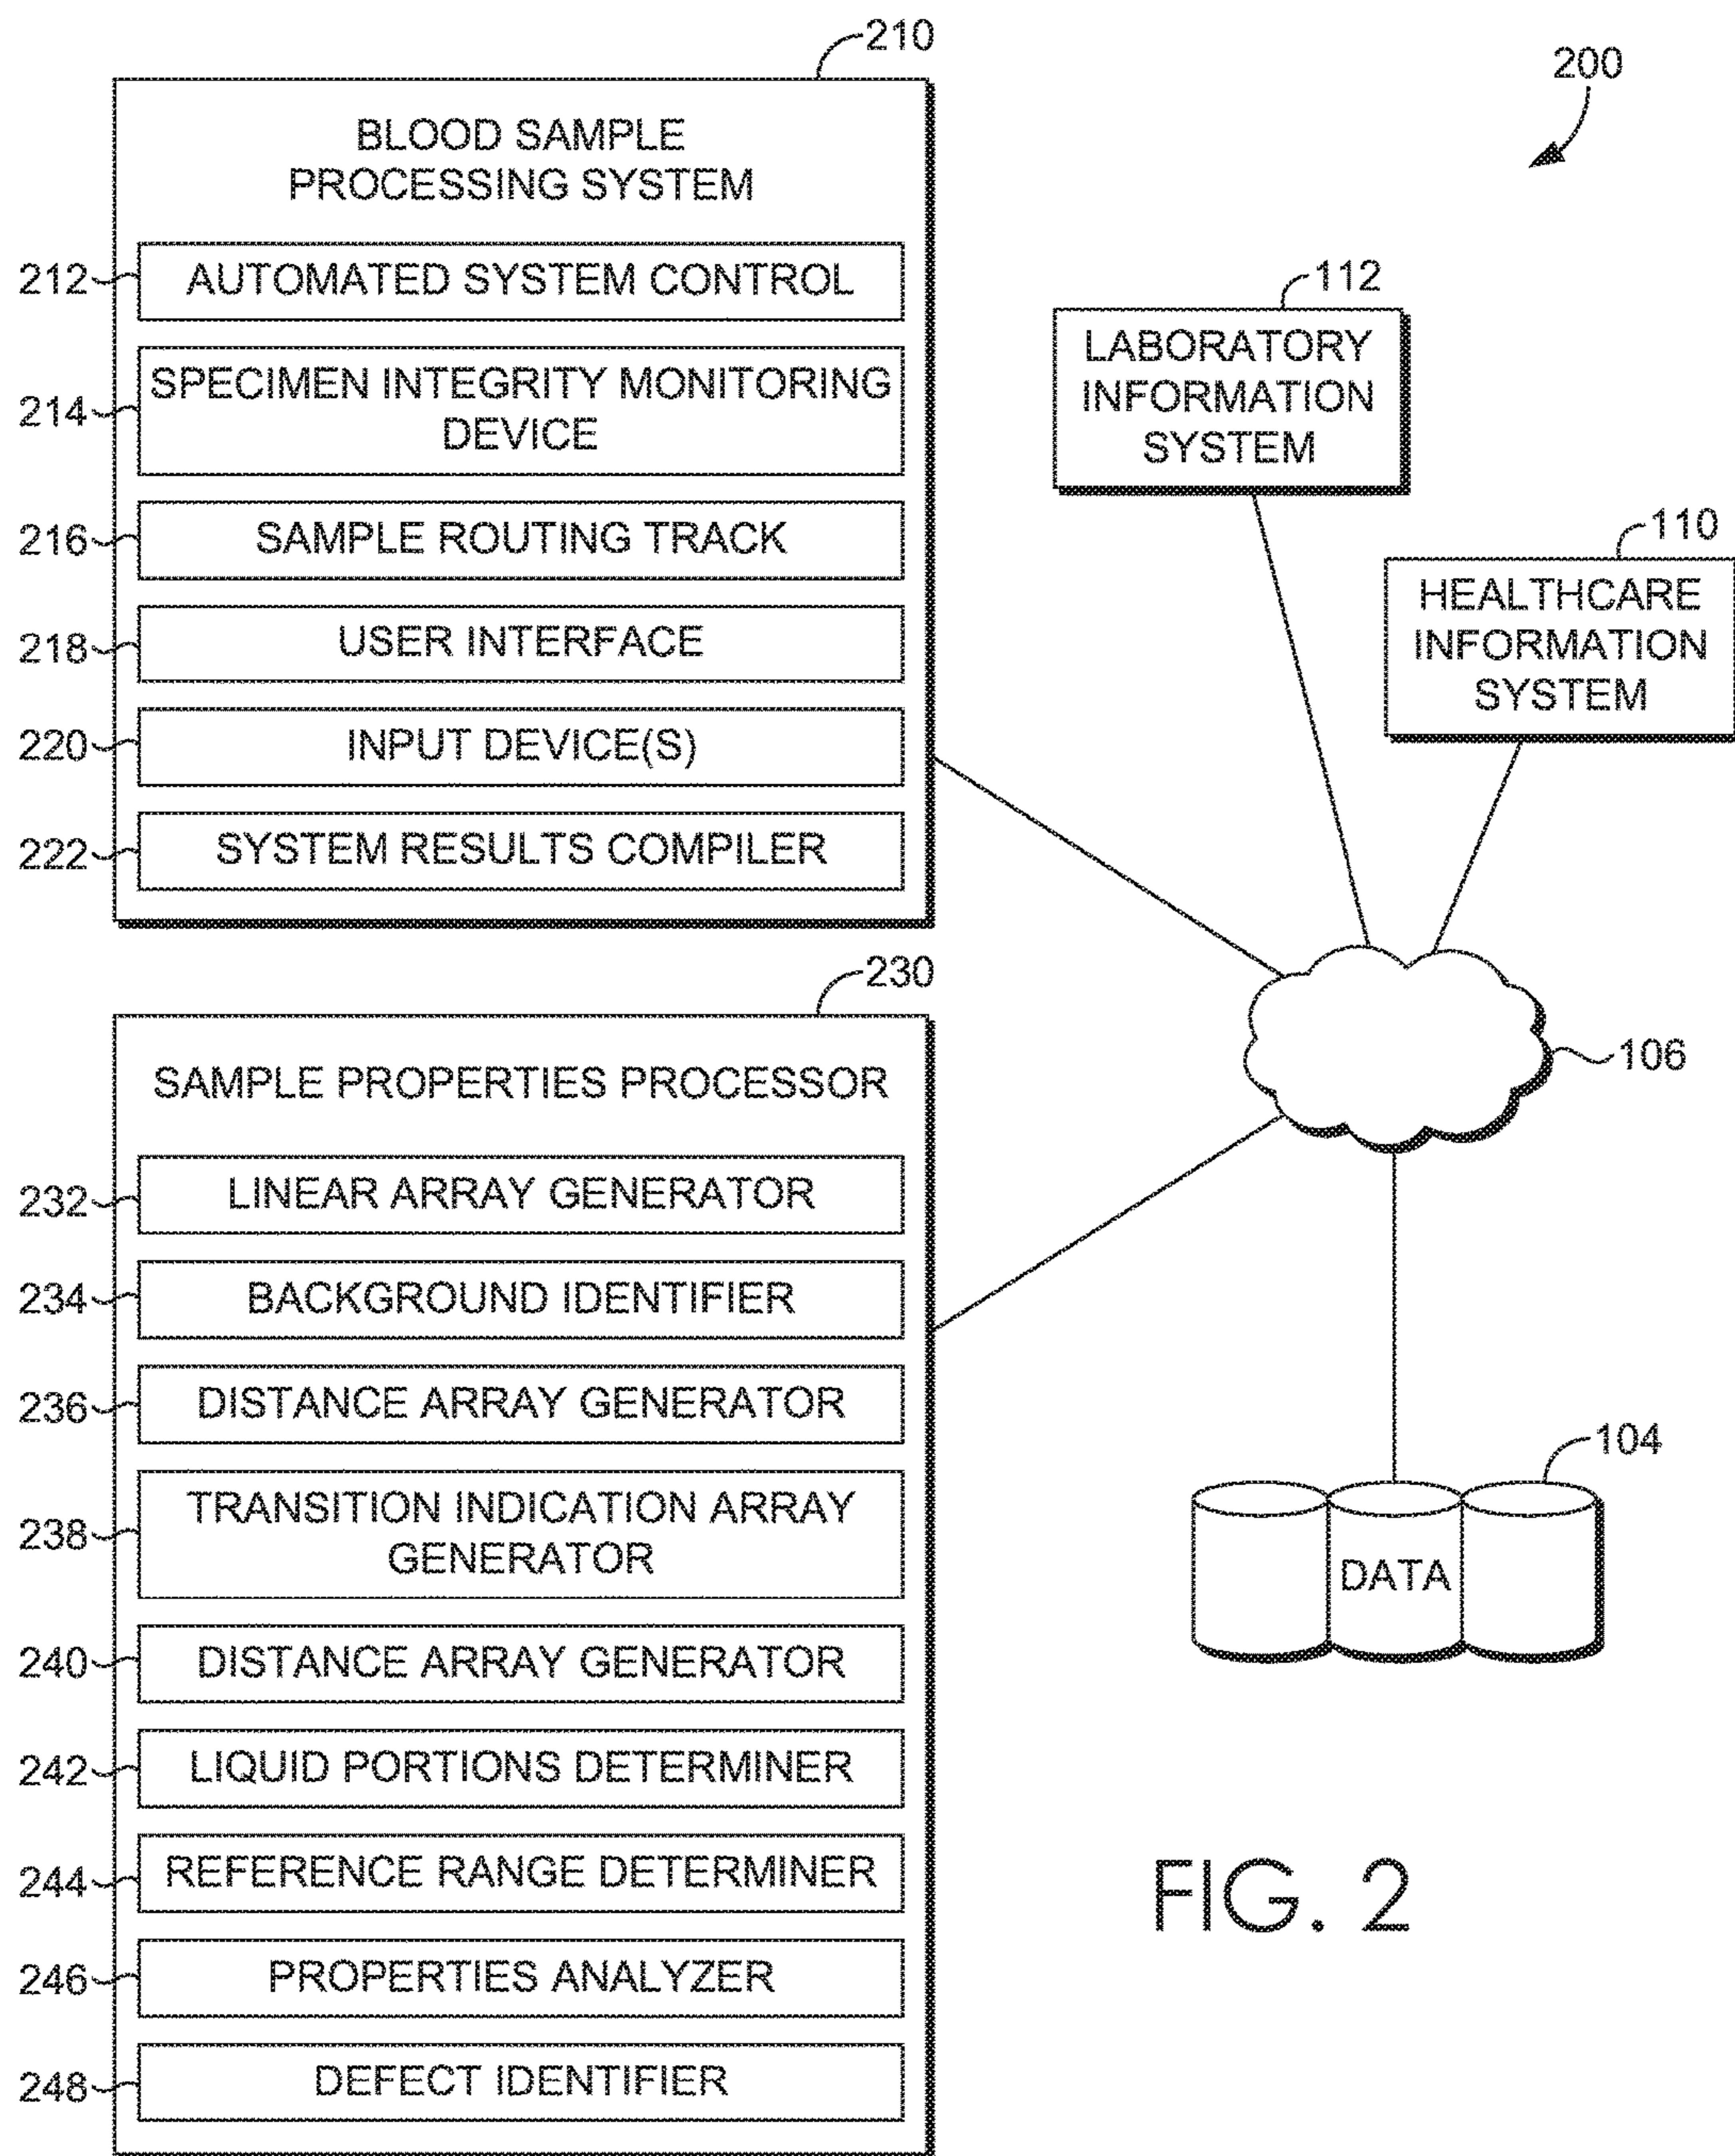 210
BLOOD SAMPLE
PROCESSING SYSTEM
212
AUTOMATED SYSTEM CONTROL
214
SPECIMEN INTEGRITY MONITORING
DEVICE
216
SAMPLE ROUTING TRACK
218
USER INTERFACE
220
INPUT DEVICE(S)
222
SYSTEM RESULTS COMPILER
230
SAMPLE PROPERTIES PROCESSOR
232
LINEAR ARRAY GENERATOR
234
BACKGROUND IDENTIFIER
236
DISTANCE ARRAY GENERATOR
238
TRANSITION INDICATION ARRAY
GENERATOR
240
DISTANCE ARRAY GENERATOR
242
LIQUID PORTIONS DETERMINER
244
REFERENCE RANGE DETERMINER
246
PROPERTIES ANALYZER
248
DEFECT IDENTIFIER
200
112
LABORATORY
INFORMATION
SYSTEM
110
HEALTHCARE
INFORMATION
SYSTEM
106
104
DATA
FIG. 2